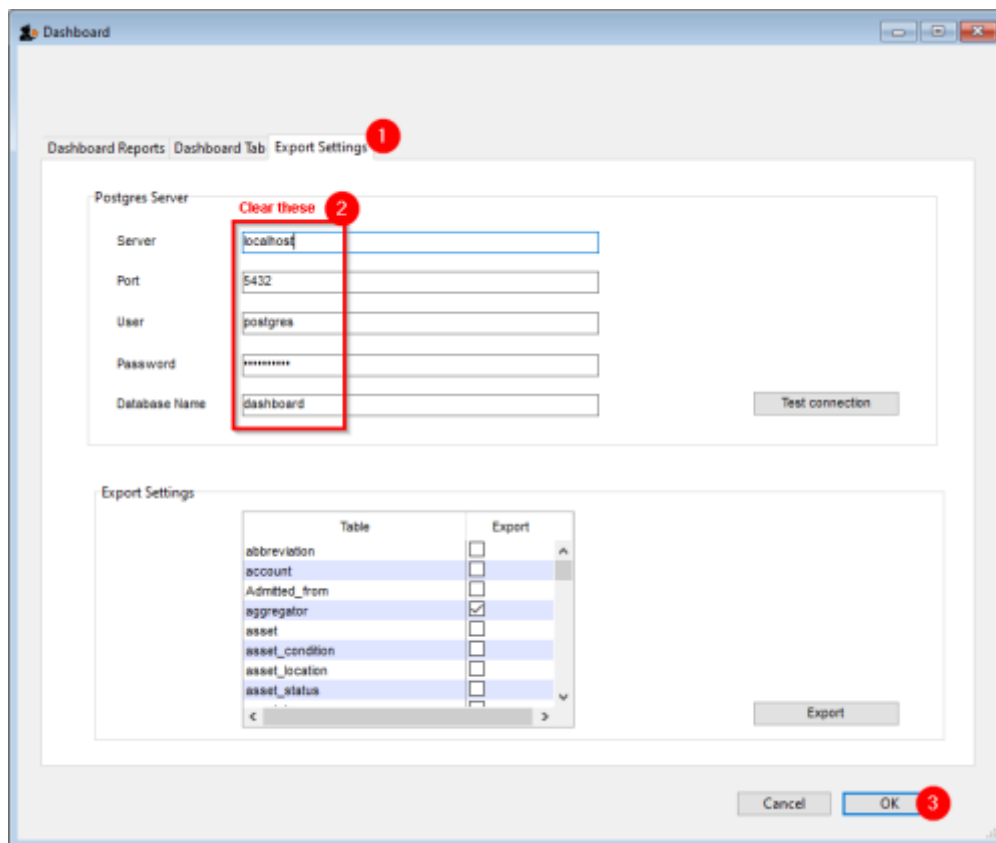 Dashboard
Dashboard Reports Dashboard Tab Export Settings 1
Postgres Server
Clear these 2
Server localhost
Port 5432
User postgres
Password ••••••••••
Database Name dashboard
Test connection
Export Settings
Table Export
abbreviation
account
Admitted_from
aggregator
asset
asset_condition
asset_location
asset_status
Export
Cancel OK 3